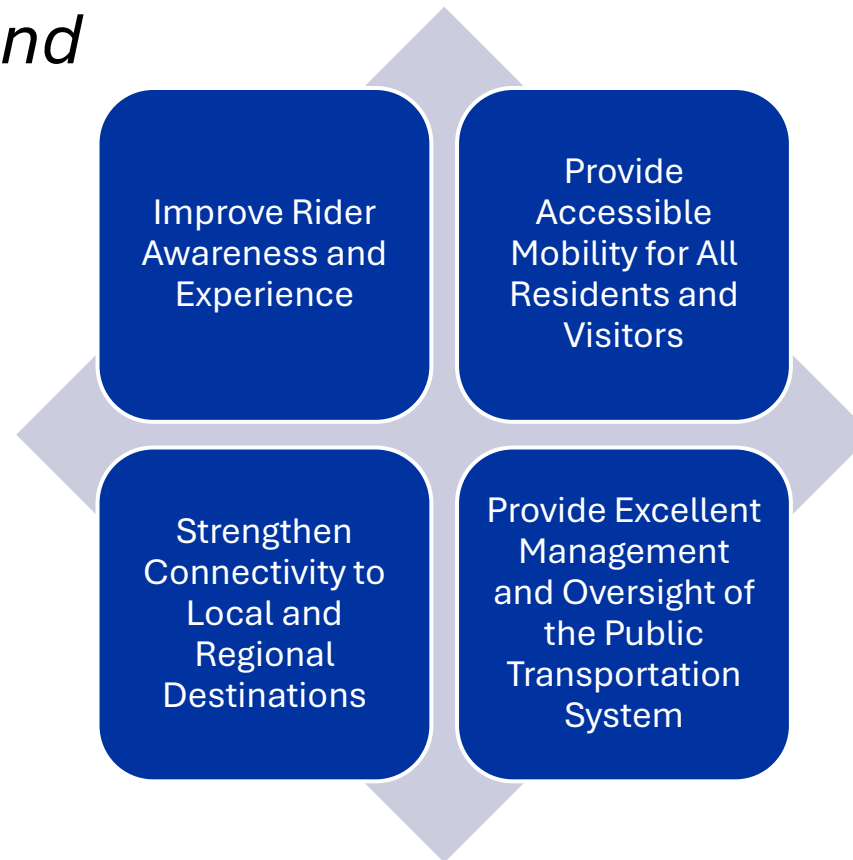 nd
Improve Rider
Awareness and
Experience
Provide
Accessible
Mobility for All
Residents and
Visitors
Strengthen
Connectivity to
Local and
Regional
Destinations
Provide Excellent
Management
and Oversight of
the Public
Transportation
System